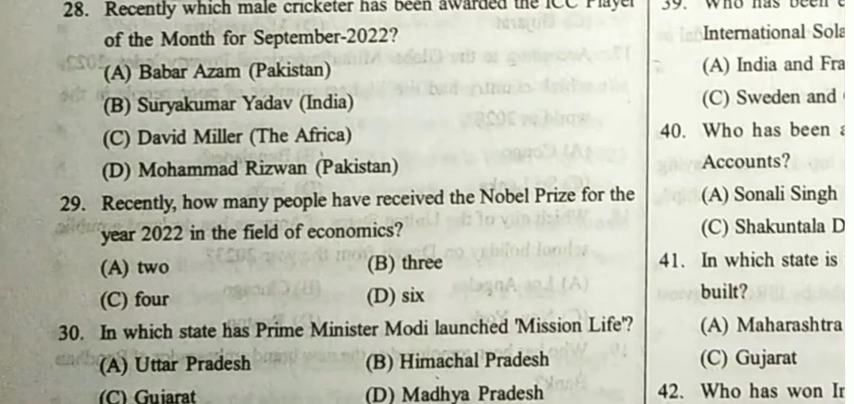 28. Recently which male cricketer has been awarded the ICC Player
of the Month for September-2022?
(A) Babar Azam (Pakistan)
(B) Suryakumar Yadav (India)
(C) David Miller (The Africa)
(D) Mohammad Rizwan (Pakistan)
29. Recently, how many people have received the Nobel Prize for the
year 2022 in the field of economics?
(A) two (B) three
(C) four (D) six
30. In which state has Prime Minister Modi launched 'Mission Life'?
(A) Uttar Pradesh (B) Himachal Pradesh
(C) Gujarat (D) Madhya Pradesh
39. Who has been
International Sola
(A) India and Fra
(C) Sweden and
40. Who has been
Accounts?
(A) Sonali Singh
(C) Shakuntala D
41. In which state is
built?
(A) Maharashtra
(C) Gujarat
42. Who has won In